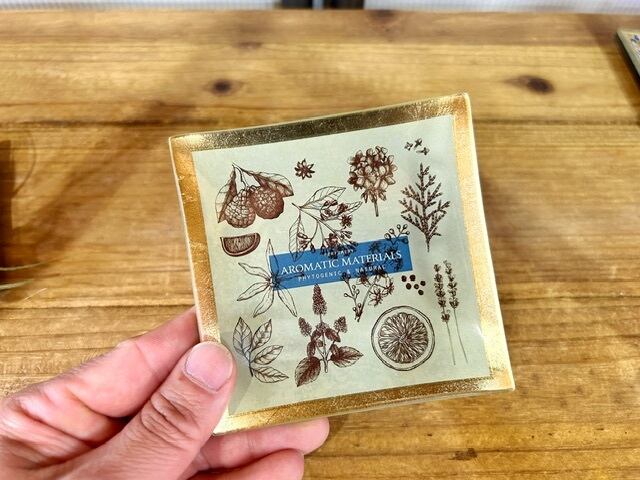 AROMATIC MATERIALS
PHYTOGENIC & NATURAL